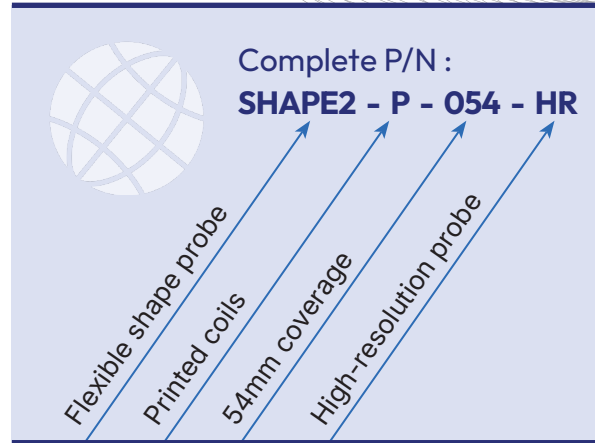 Complete P/N :
SHAPE2 - P - 054 - HR
Flexible shape probe
Printed coils
54mm coverage
High-resolution probe